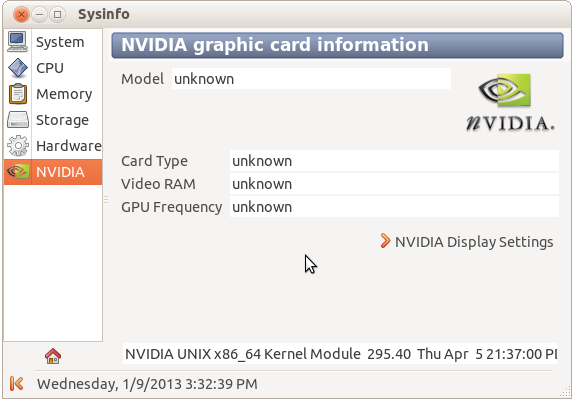 Sysinfo
System
CPU
Memory
Storage
Hardware
NVIDIA
NVIDIA graphic card information
Model unknown
nVIDIA.
Card Type unknown
Video RAM unknown
GPU Frequency unknown
NVIDIA Display Settings
NVIDIA UNIX x86_64 Kernel Module 295.40 Thu Apr 5 21:37:00
Wednesday, 1/9/2013 3:32:39 PM